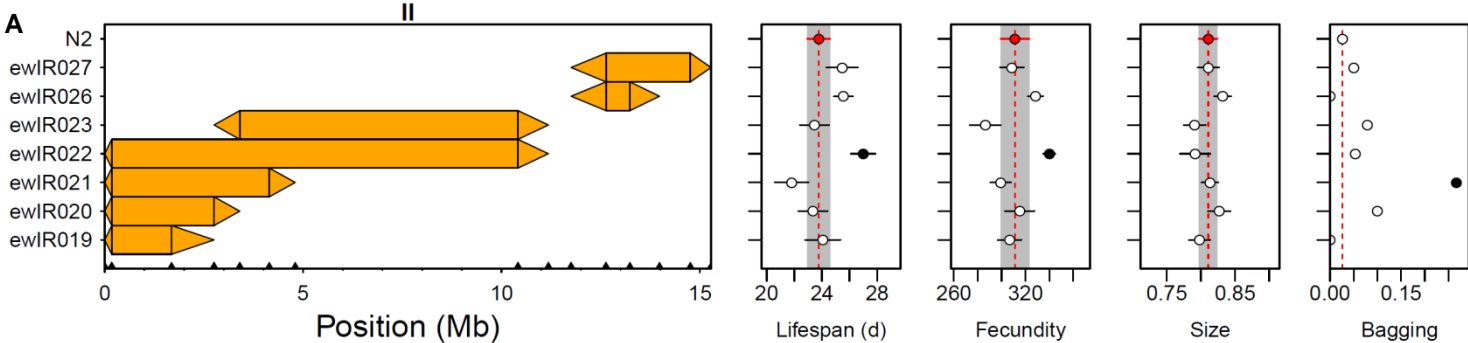 A
II
N2
ewIR027
ewIR026
ewIR023
ewIR022
ewIR021
ewIR020
ewIR019
0 5 10 15
Position (Mb)
20 24 28
Lifespan (d)
260 320
Fecundity
0.75 0.85
Size
0.00 0.15
Bagging